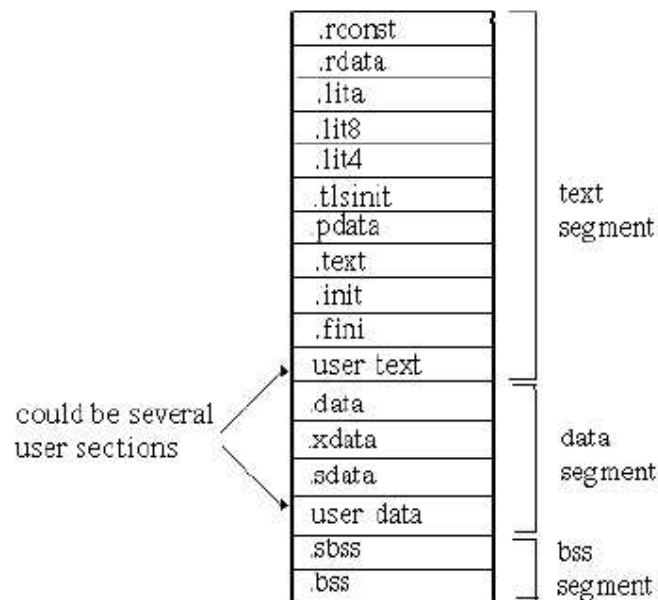 .rconst
.rdata
.lita
.lit8
.lit4
.tlsinit
.pdata
.text
.init
.fini
user text
.data
.xdata
.sdata
user data
.sbss
.bss
text
segment
data
segment
bss
segment
could be several
user sections